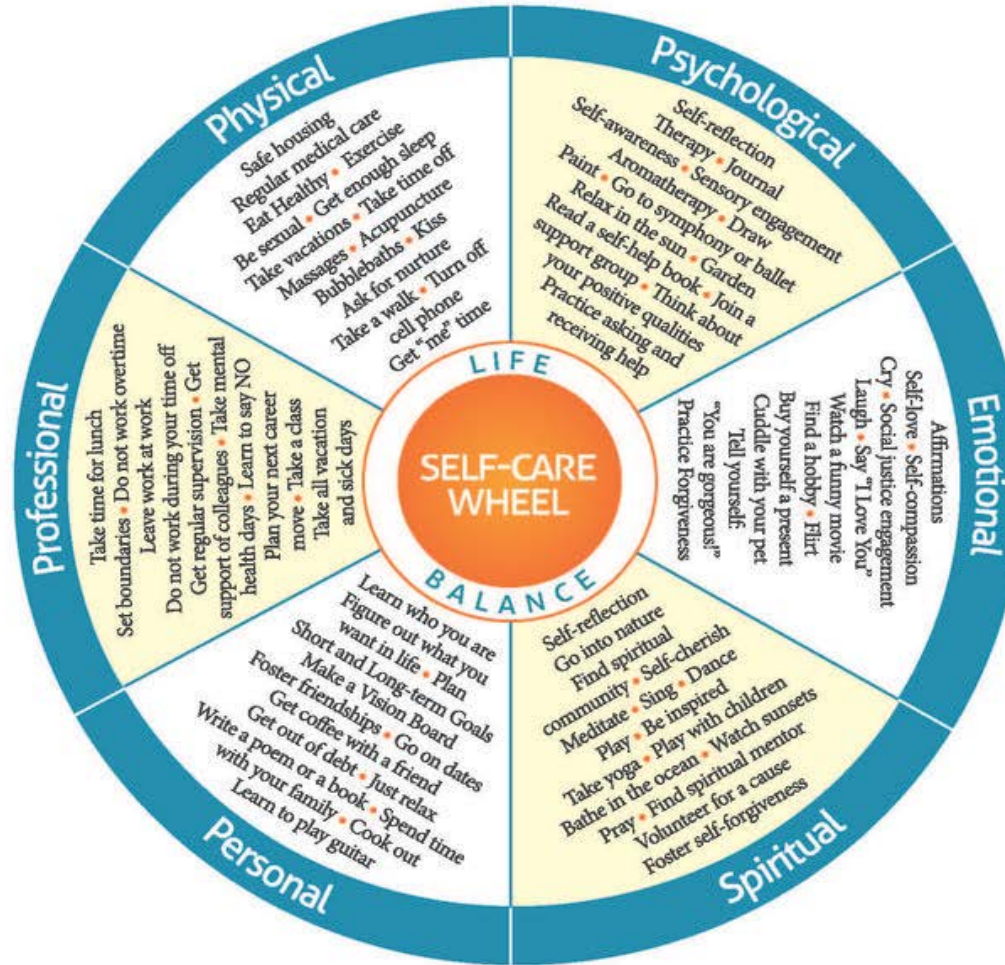 Physical
Safe housing
Regular medical care
Eat Healthy • Exercise
Be sexual • Get enough sleep
Take vacations • Take time off
Massages • Acupuncture
Bubblebaths • Kiss
Ask for nurture
Take a walk • Turn off
cell phone
Get “me” time
Psychological
Self-reflection
Therapy • Journal
Self-awareness • Sensory engagement
Aromatherapy • Draw
Paint • Go to symphony or ballet
Relax in the sun • Garden
Read a self-help book • Join a
support group • Think about
your positive qualities
Practice asking and
receiving help
Emotional
Affirmations
Self-love • Self-compassion
Cry • Social justice engagement
Laugh • Say “I Love You”
Watch a funny movie
Find a hobby • Flirt
Buy yourself a present
Cuddle with your pet
Tell yourself:
“You are gorgeous!”
Practice Forgiveness
Spiritual
Self-reflection
Go into nature
Find spiritual
community • Self-cherish
Meditate • Sing • Dance
Play • Be inspired
Take yoga • Play with children
Bathe in the ocean • Watch sunsets
Pray • Find spiritual mentor
Volunteer for a cause
Foster self-forgiveness
Personal
Learn who you are
Figure out what you
want in life • Plan
Short and Long-term Goals
Make a Vision Board
Foster friendships • Go on dates
Get coffee with a friend
Get out of debt • Just relax
Write a poem or a book • Spend time
with your family • Cook out
Learn to play guitar
Professional
Take time for lunch
Set boundaries • Do not work overtime
Leave work at work
Do not work during your time off
Get regular supervision • Get
support of colleagues • Take mental
health days • Learn to say NO
Plan your next career
move • Take a class
Take all vacation
and sick days
LIFE
SELF-CARE
WHEEL
BALANCE